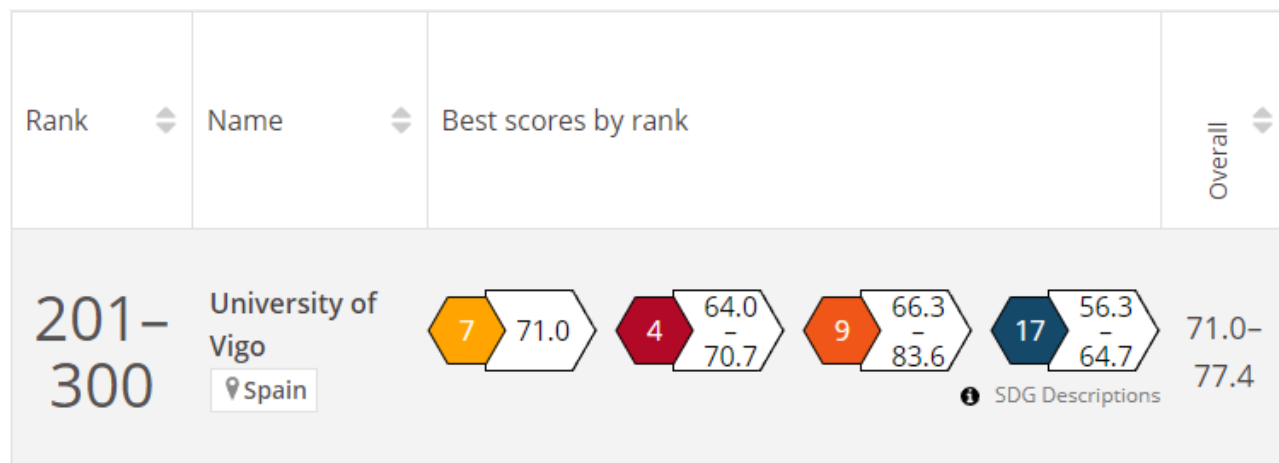 Rank
Name
Best scores by rank
Overall
201–
300
University of
Vigo
Spain
7
71.0
4
64.0
–
70.7
9
66.3
–
83.6
17
56.3
–
64.7
SDG Descriptions
71.0–
77.4